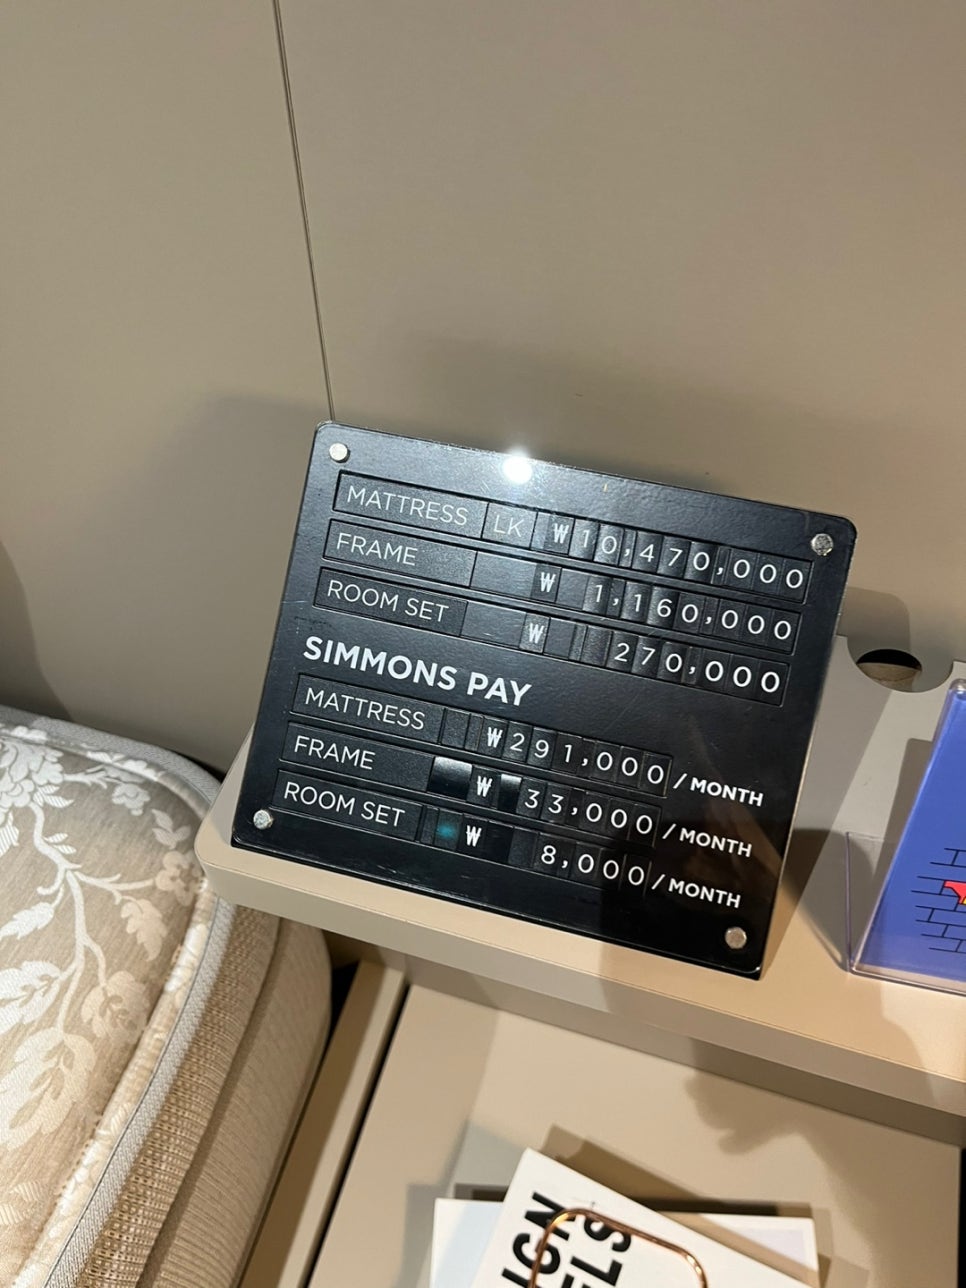 MATTRESS LK ₩10,470,000
FRAME ₩ 1,160,000
ROOM SET ₩ 270,000
SIMMONS PAY
MATTRESS ₩291,000 / MONTH
FRAME ₩ 33,000 / MONTH
ROOM SET ₩ 8,000 / MONTH